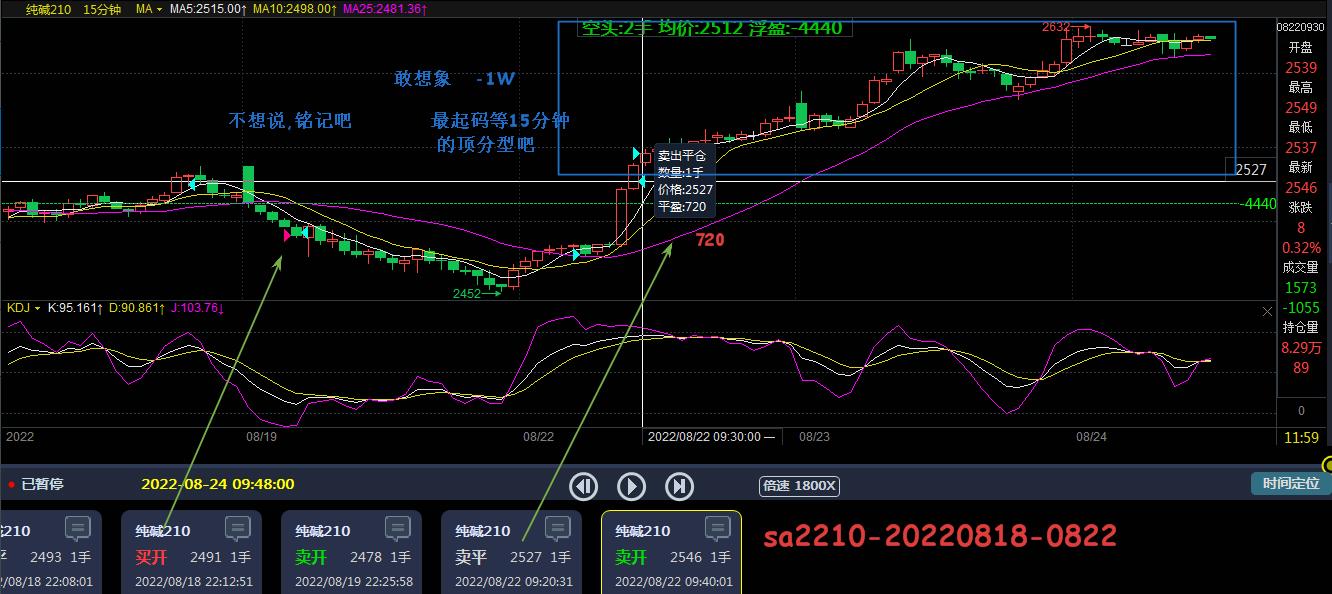 纯碱210 15分钟 MA MA5:2515.00↑ MA10:2498.00↑ MA25:2481.36↑
空头:2手 均价:2512 浮盈:-4440
2632
敢想象 -1W
不想说,铭记吧
最起码等15分钟
的顶分型吧
卖出平仓
数量:1手
价格:2527
平盈:720
720
2452
2527
-4440
08220930
开盘
2539
最高
2549
最低
2537
最新
2546
涨跌
8
0.32%
成交量
1573
-1055
持仓量
8.29万
89
0
11:59
KDJ K:95.161↑ D:90.861↑ J:103.76↓
2022 08/19 08/22 2022/08/22 09:30:00 一 08/23 08/24
已暂停 2022-08-24 09:48:00 倍速 1800X 时间定位
碱210
2493 1手
/08/18 22:08:01
纯碱210
买开 2491 1手
2022/08/18 22:12:51
纯碱210
卖开 2478 1手
2022/08/19 22:25:58
纯碱210
卖平 2527 1手
2022/08/22 09:20:31
纯碱210
卖开 2546 1手
2022/08/22 09:40:01
sa2210-20220818-0822